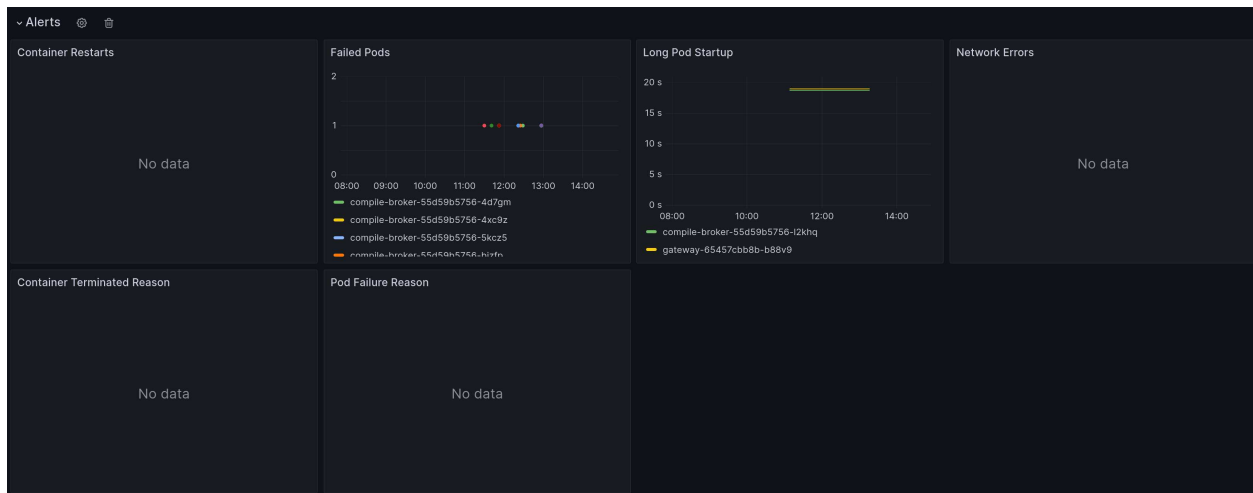 Alerts
Container Restarts
No data
Failed Pods
2
1
0
08:00 09:00 10:00 11:00 12:00 13:00 14:00
compile-broker-55d59b5756-4d7gm
compile-broker-55d59b5756-4xc9z
compile-broker-55d59b5756-5kcz5
Long Pod Startup
20 s
15 s
10 s
5 s
0 s
08:00 10:00 12:00 14:00
compile-broker-55d59b5756-l2khq
gateway-65457cbb8b-b88v9
Network Errors
No data
Container Terminated Reason
No data
Pod Failure Reason
No data